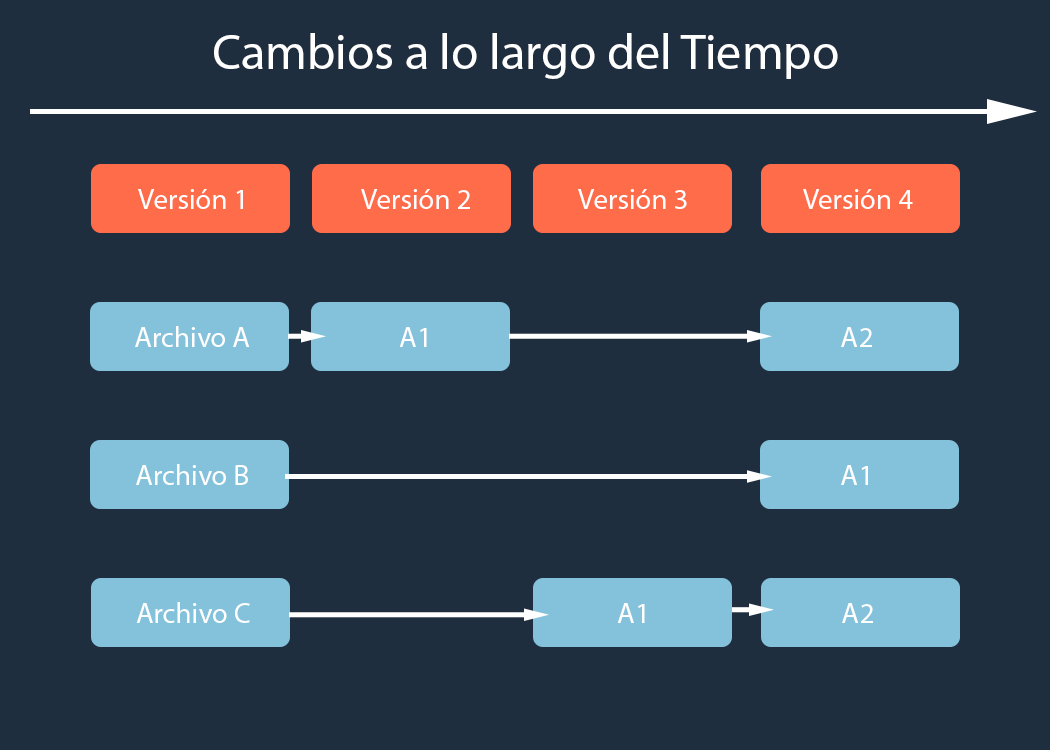 Cambios a lo largo del Tiempo
Versión 1
Versión 2
Versión 3
Versión 4
Archivo A
A1
A2
Archivo B
A1
Archivo C
A1
A2